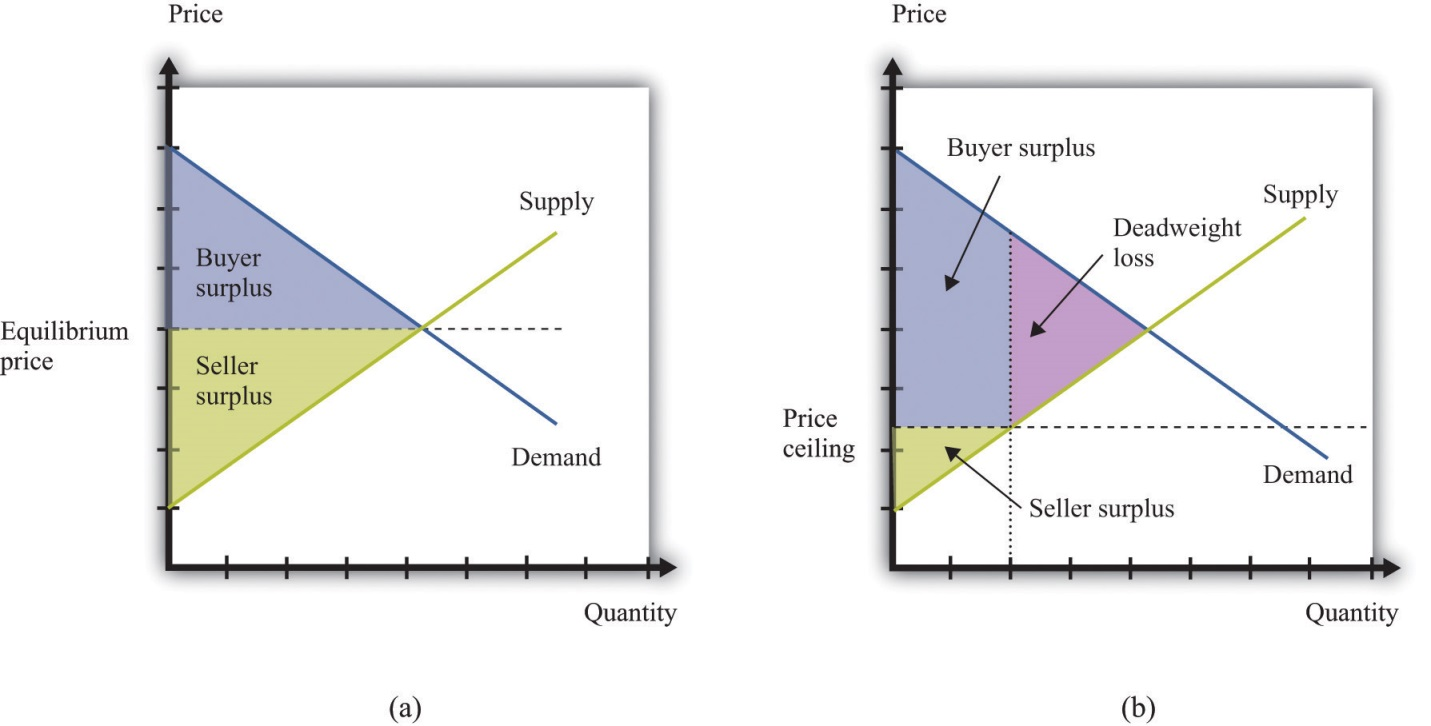 Price
Supply
Buyer
surplus
Equilibrium
price
Seller
surplus
Demand
Quantity
(a)
Price
Buyer surplus
Supply
Deadweight
loss
Price
ceiling
Demand
Seller surplus
Quantity
(b)